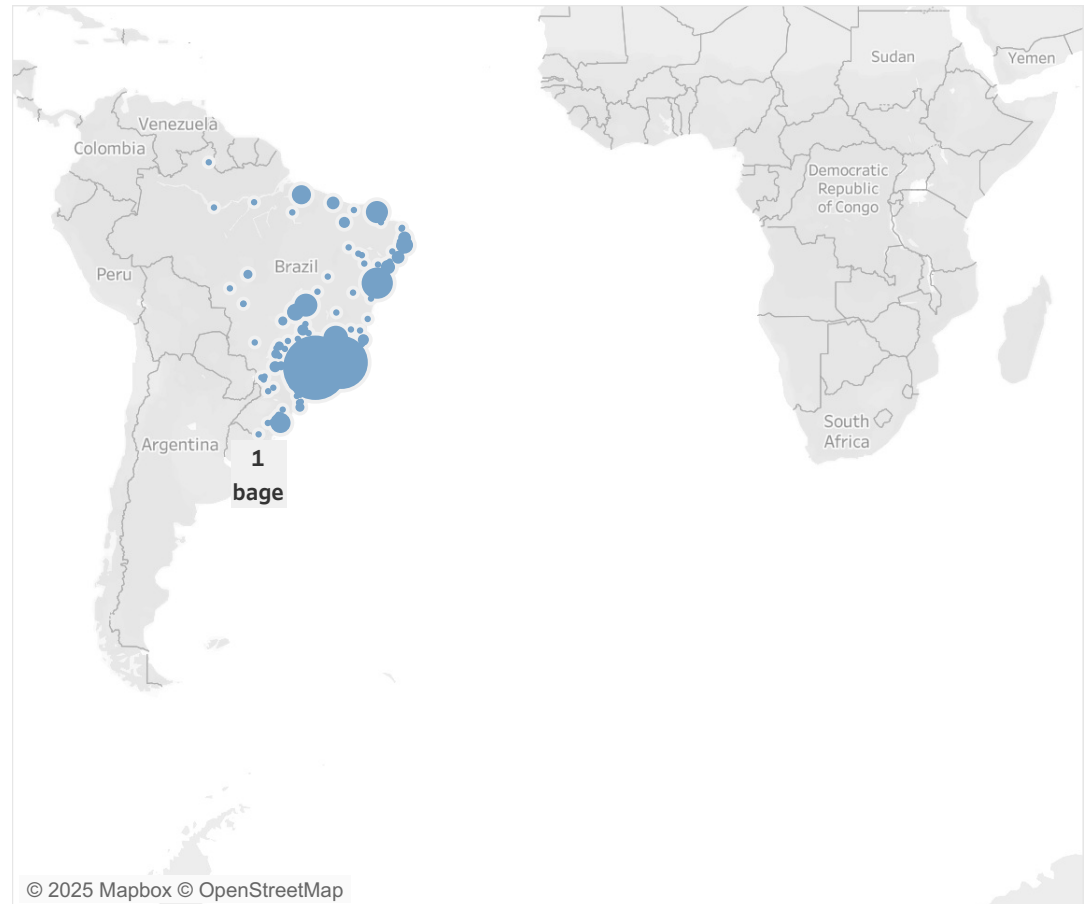 Sudan
Yemen
Venezuela
Colombia
Democratic
Republic
of Congo
Brazil
Peru
South
Africa
Argentina
1
bage
© 2025 Mapbox © OpenStreetMap